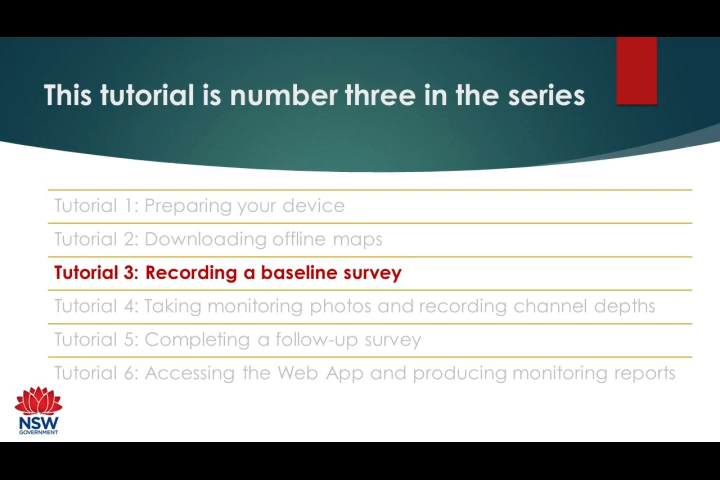 This tutorial is number three in the series
Tutorial 1: Preparing your device
Tutorial 2: Downloading offline maps
Tutorial 3: Recording a baseline survey
Tutorial 4: Taking monitoring photos and recording channel depths
Tutorial 5: Completing a follow-up survey
Tutorial 6: Accessing the Web App and producing monitoring reports
NSW
GOVERNMENT